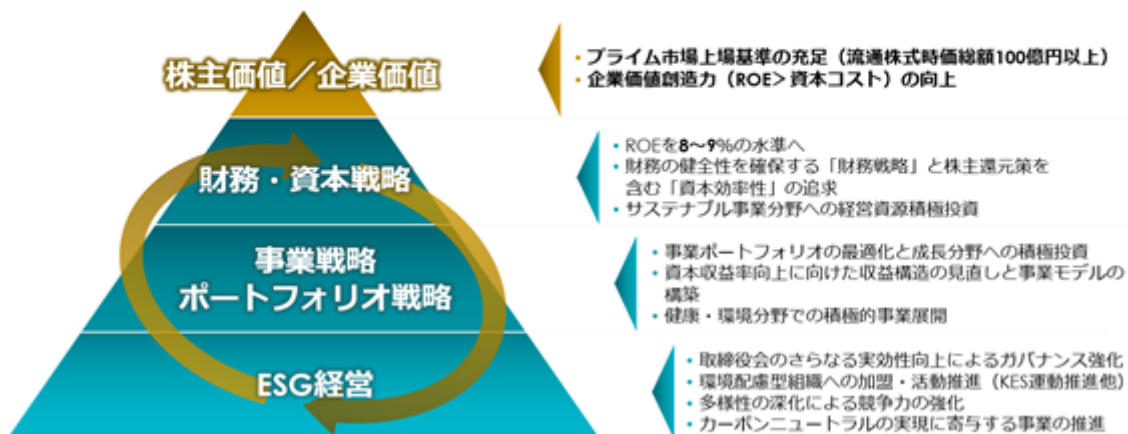 株主価値／企業価値
・プライム市場上場基準の充足（流通株式時価総額100億円以上）
・企業価値創造力（ROE＞資本コスト）の向上
財務・資本戦略
・ROEを8～9%の水準へ
・財務の健全性を確保する「財務戦略」と株主還元策を
含む「資本効率性」の追求
・サステナブル事業分野への経営資源積極投資
事業戦略
ポートフォリオ戦略
・事業ポートフォリオの最適化と成長分野への積極投資
・資本収益率向上に向けた収益構造の見直しと事業モデルの
構築
・健康・環境分野での積極的事業展開
ESG経営
・取締役会のさらなる実効性向上によるガバナンス強化
・環境配慮型組織への加盟・活動推進（KES運動推進他）
・多様性の深化による競争力の強化
・カーボンニュートラルの実現に寄与する事業の推進